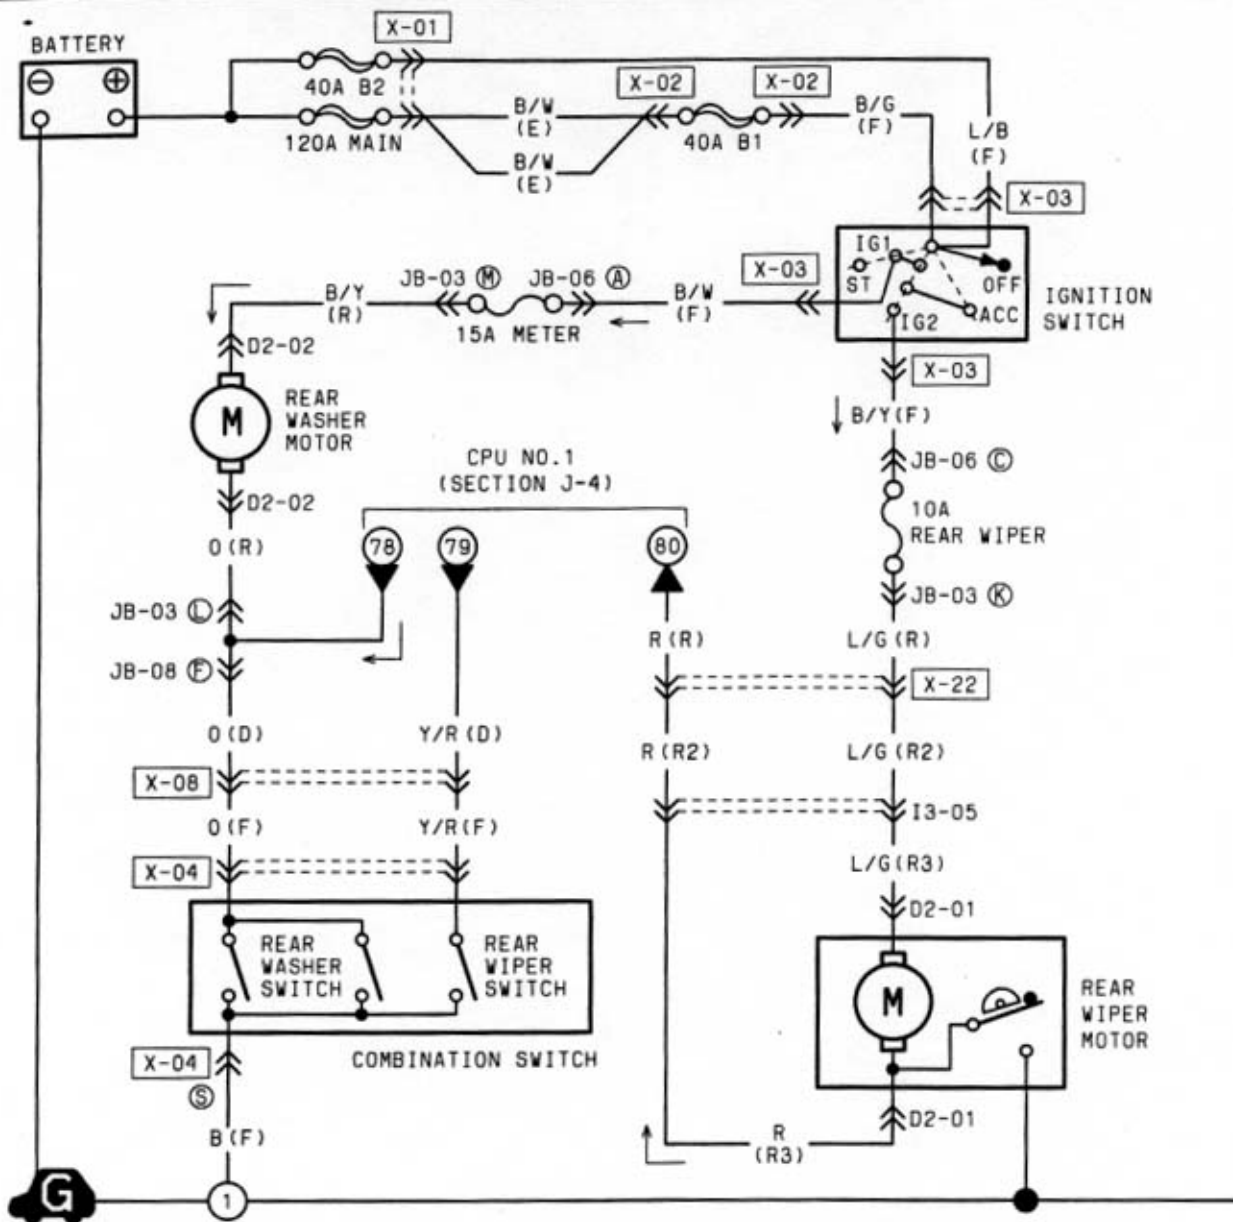 X-01
BATTERY
40A B2
X-02
X-02
B/W
(E)
B/G
(F)
120A MAIN
40A B1
L/B
(F)
B/W
(E)
X-03
IG1
ST
OFF
IG2
ACC
IGNITION
SWITCH
X-03
JB-03 Ⓜ
JB-06 Ⓐ
B/Y
(R)
B/W
(F)
15A METER
D2-02
X-03
M
REAR
WASHER
MOTOR
B/Y(F)
CPU NO.1
(SECTION J-4)
JB-06 Ⓒ
D2-02
10A
REAR WIPER
O(R)
78
79
80
JB-03 Ⓛ
JB-03 Ⓚ
R(R)
L/G(R)
JB-08 Ⓕ
X-22
O(D)
Y/R(D)
R(R2)
L/G(R2)
X-08
I3-05
O(F)
Y/R(F)
X-04
L/G(R3)
D2-01
REAR
WASHER
SWITCH
REAR
WIPER
SWITCH
M
REAR
WIPER
MOTOR
X-04
COMBINATION SWITCH
Ⓢ
D2-01
B(F)
R
(R3)
G
1